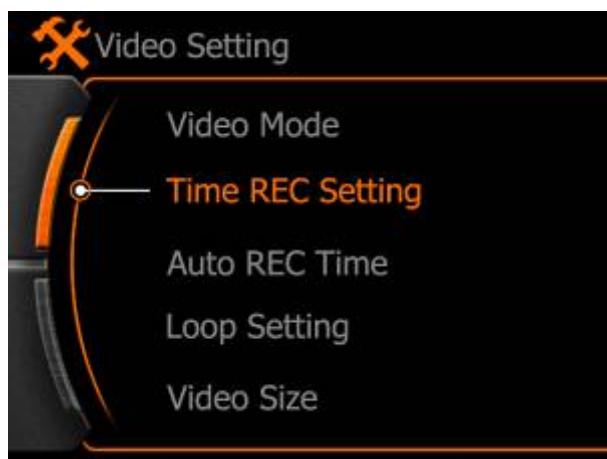 Video Setting
Video Mode
Time REC Setting
Auto REC Time
Loop Setting
Video Size